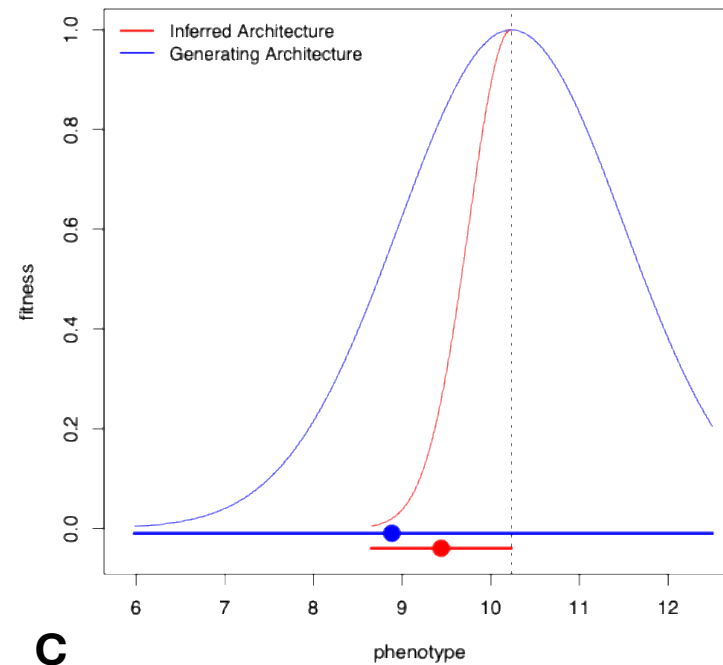 Inferred Architecture
Generating Architecture
fitness
0.0
0.2
0.4
0.6
0.8
1.0
6 7 8 9 10 11 12
phenotype
C